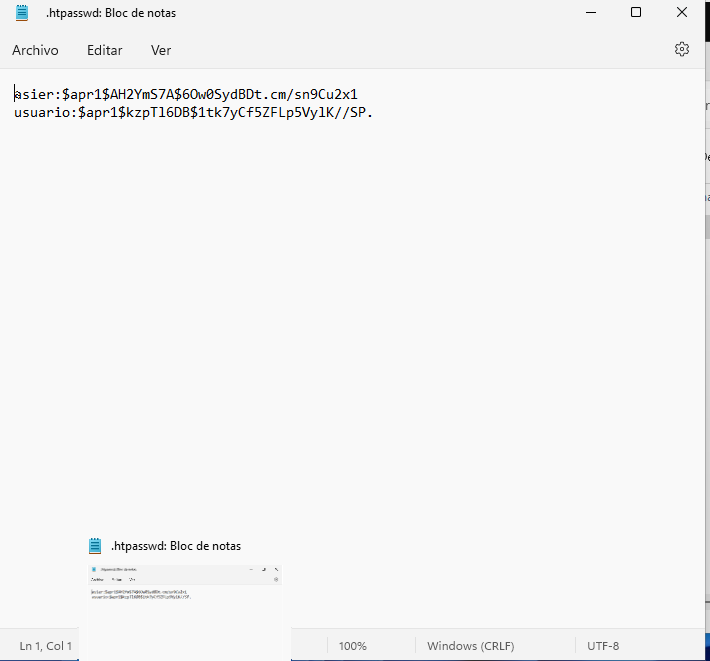 .htpasswd: Bloc de notas
Archivo Editar Ver
asier:$apr1$AH2YmS7A$6Ow0SydBDt.cm/sn9Cu2x1
usuario:$apr1$kzpTl6DB$1tk7yCf5ZFLp5VylK//SP.
.htpasswd: Bloc de notas
Ln 1, Col 1 100% Windows (CRLF) UTF-8